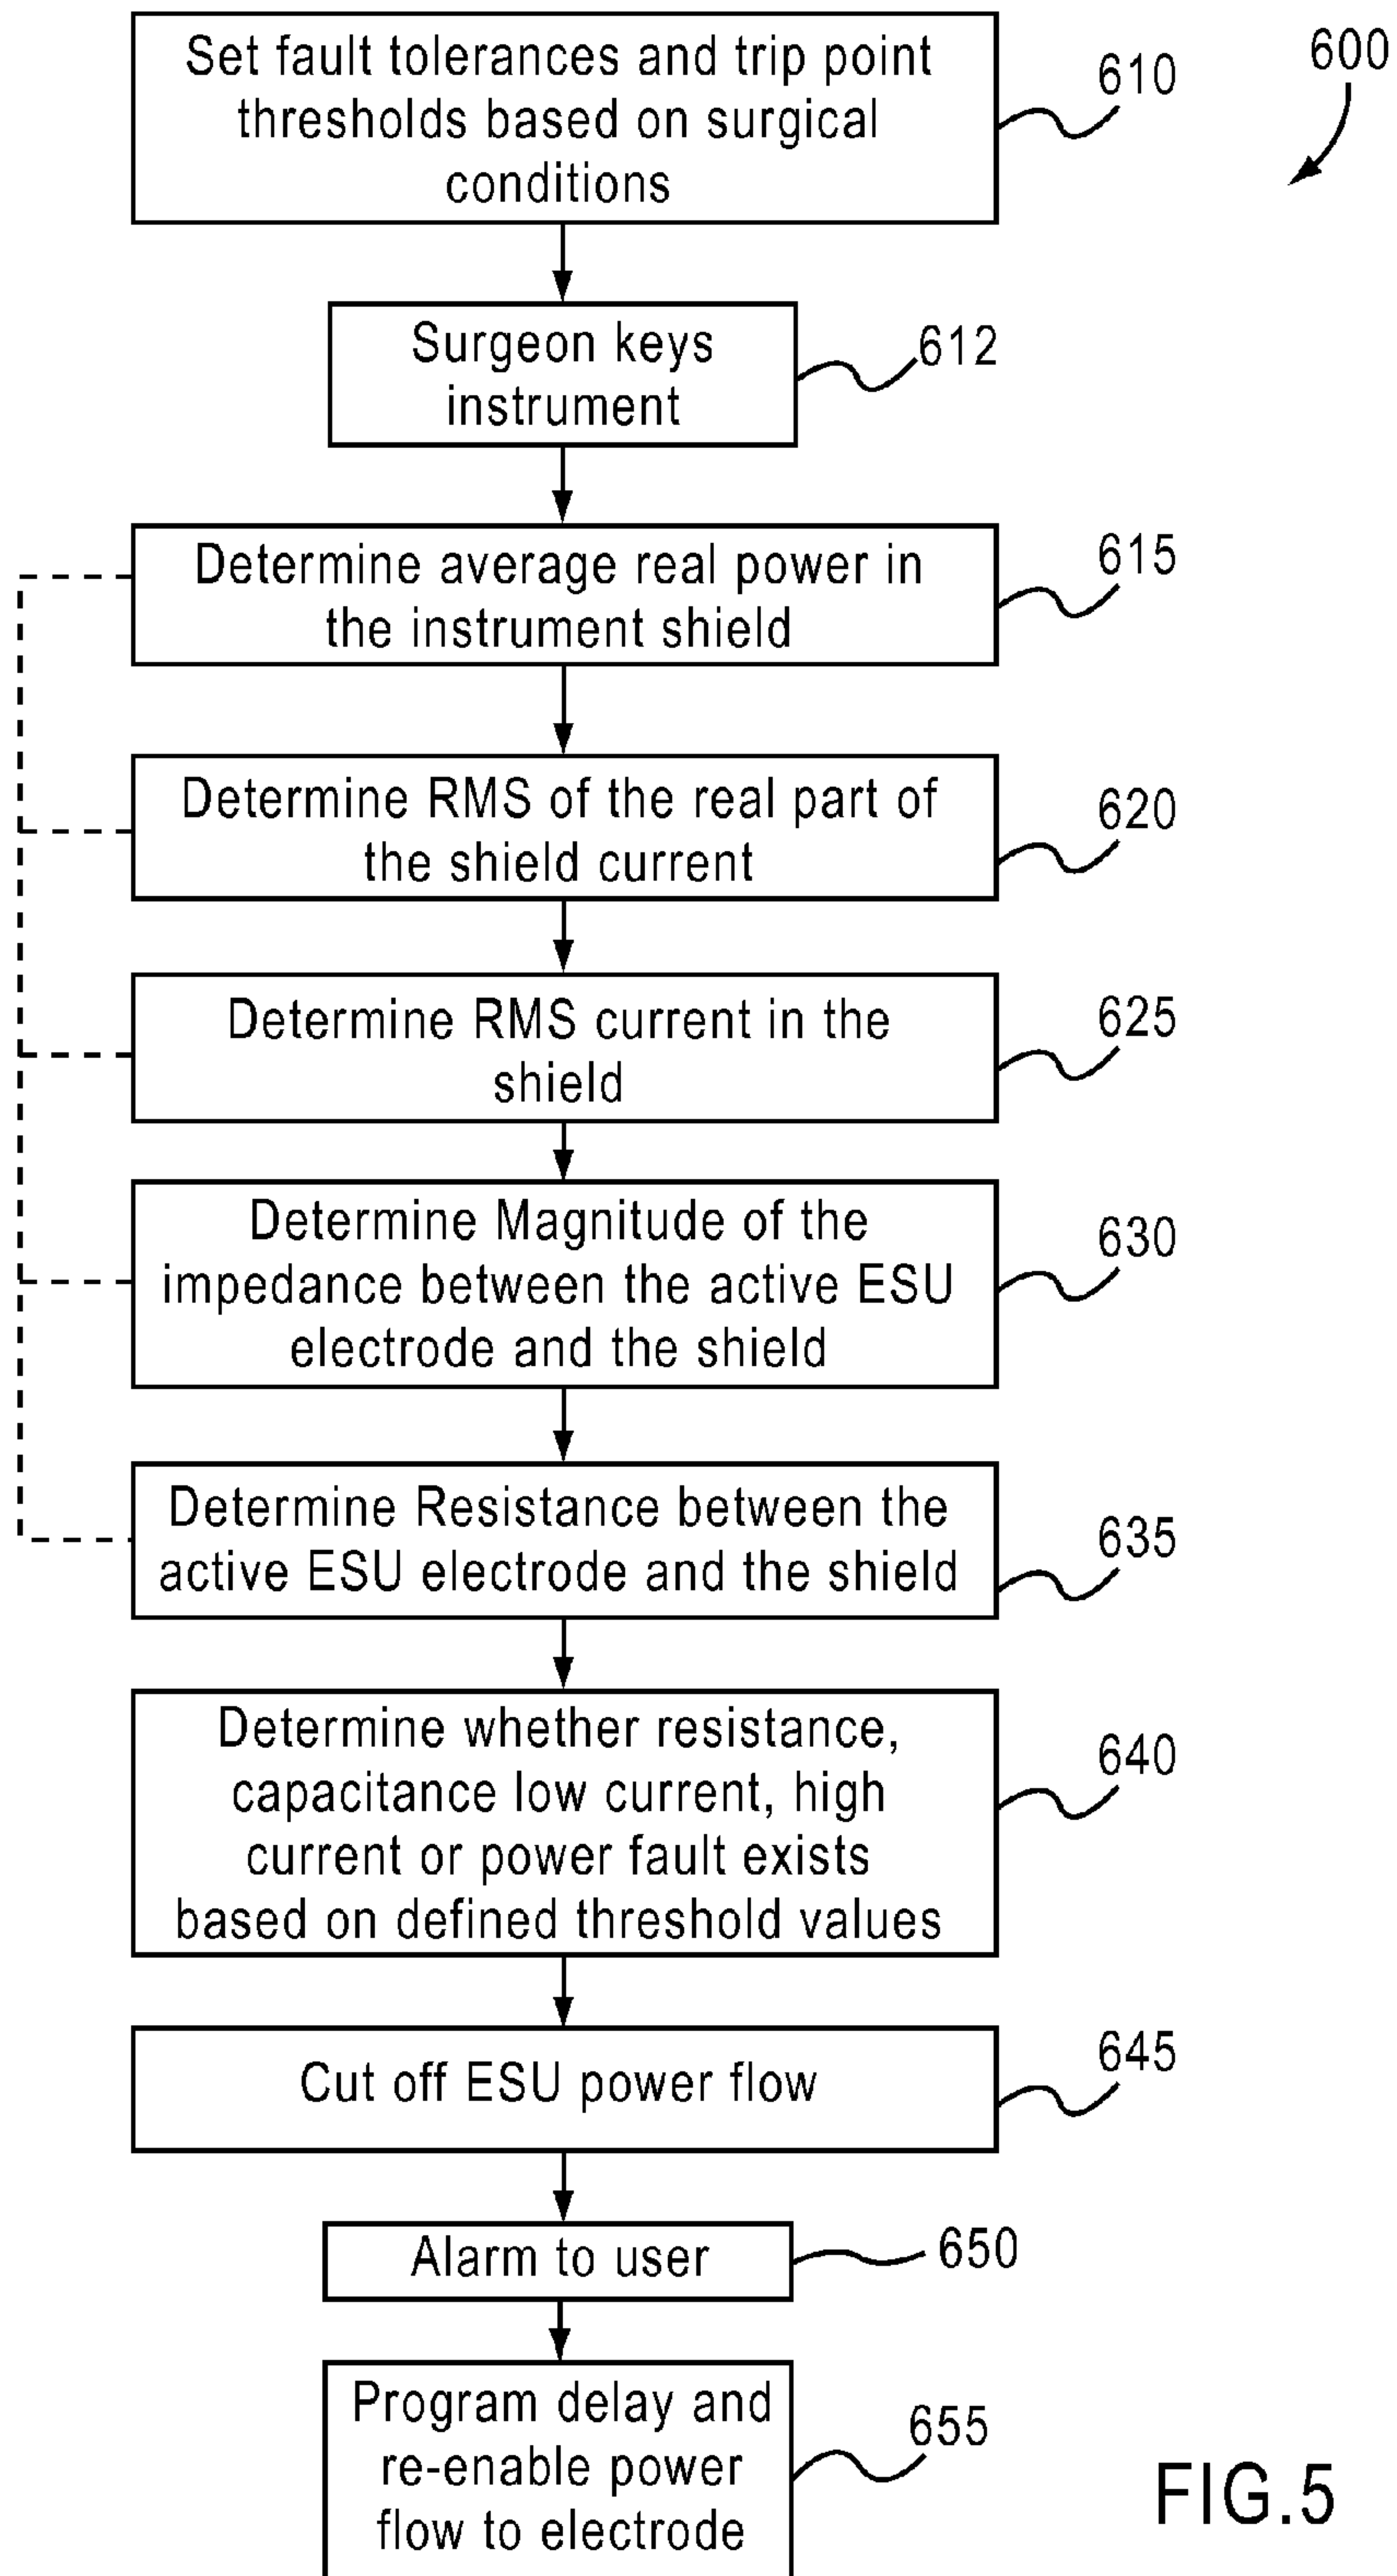 Set fault tolerances and trip point
thresholds based on surgical
conditions
610
600
Surgeon keys
instrument
612
Determine average real power in
the instrument shield
615
Determine RMS of the real part of
the shield current
620
Determine RMS current in the
shield
625
Determine Magnitude of the
impedance between the active ESU
electrode and the shield
630
Determine Resistance between the
active ESU electrode and the shield
635
Determine whether resistance,
capacitance low current, high
current or power fault exists
based on defined threshold values
640
Cut off ESU power flow
645
Alarm to user
650
Program delay and
re-enable power
flow to electrode
655
FIG.5